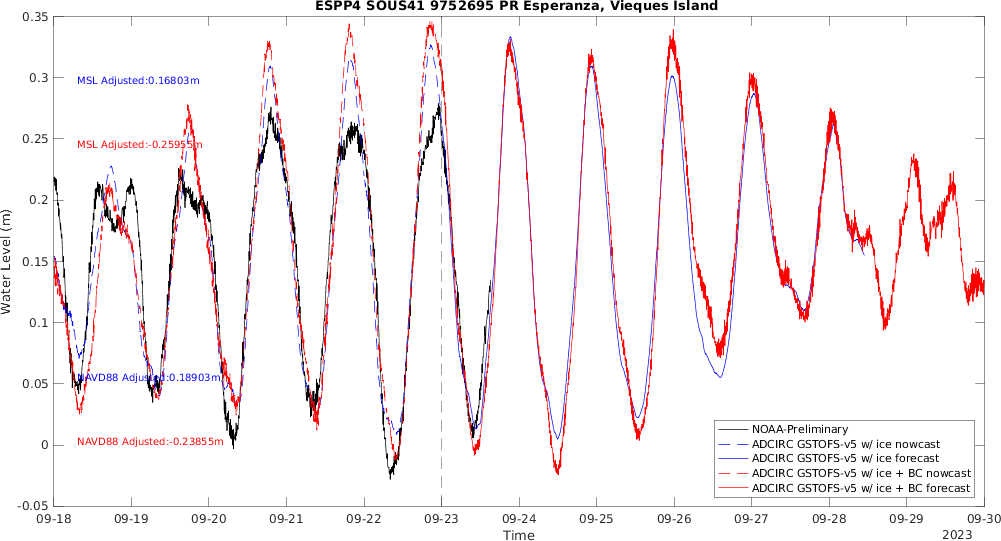 ESPP4 SOUS41 9752695 PR Esperanza, Vieques Island
0.35
0.3
0.25
0.2
0.15
0.1
0.05
0
-0.05
Water Level (m)
MSL Adjusted:0.16803m
MSL Adjusted:-0.25955m
NAVD88 Adjusted:0.18903m
NAVD88 Adjusted:-0.23855m
NOAA-Preliminary
ADCIRC GSTOFS-v5 w/ ice nowcast
ADCIRC GSTOFS-v5 w/ ice forecast
ADCIRC GSTOFS-v5 w/ ice + BC nowcast
ADCIRC GSTOFS-v5 w/ ice + BC forecast
09-18 09-19 09-20 09-21 09-22 09-23 09-24 09-25 09-26 09-27 09-28 09-29 09-30
Time
2023